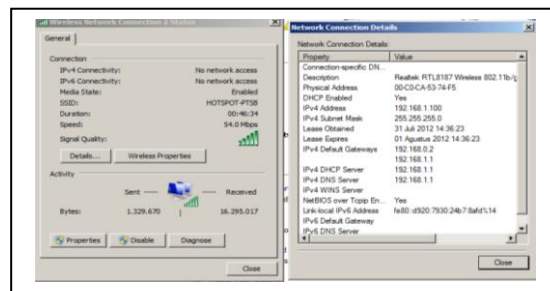 Wireless Network Connection 2 Status
General
Connection
IPv4 Connectivity: No network access
IPv6 Connectivity: No network access
Media State: Enabled
SSID: HOTSPOT-PTSB
Duration: 00:46:34
Speed: 54.0 Mbps
Signal Quality:
Details... Wireless Properties
Activity
Sent Received
Bytes: 1.329.670 16.295.017
Properties Disable Diagnose
Close
Network Connection Details
Network Connection Details:
Property Value
Connection-specific DN...
Description Realtek RTL8187 Wireless 802.11b/g
Physical Address 00-C0-CA-53-74-F5
DHCP Enabled Yes
IPv4 Address 192.168.1.100
IPv4 Subnet Mask 255.255.255.0
Lease Obtained 31 Juli 2012 14:36:23
Lease Expires 01 Agustus 2012 14:36:23
IPv4 Default Gateways 192.168.0.2
192.168.1.1
IPv4 DHCP Server 192.168.1.1
IPv4 DNS Server 192.168.1.1
IPv4 WINS Server
NetBIOS over Tcpip En... Yes
Link-local IPv6 Address fe80::d920:7930:24b7:8afd%14
IPv6 Default Gateway
IPv6 DNS Server
Close